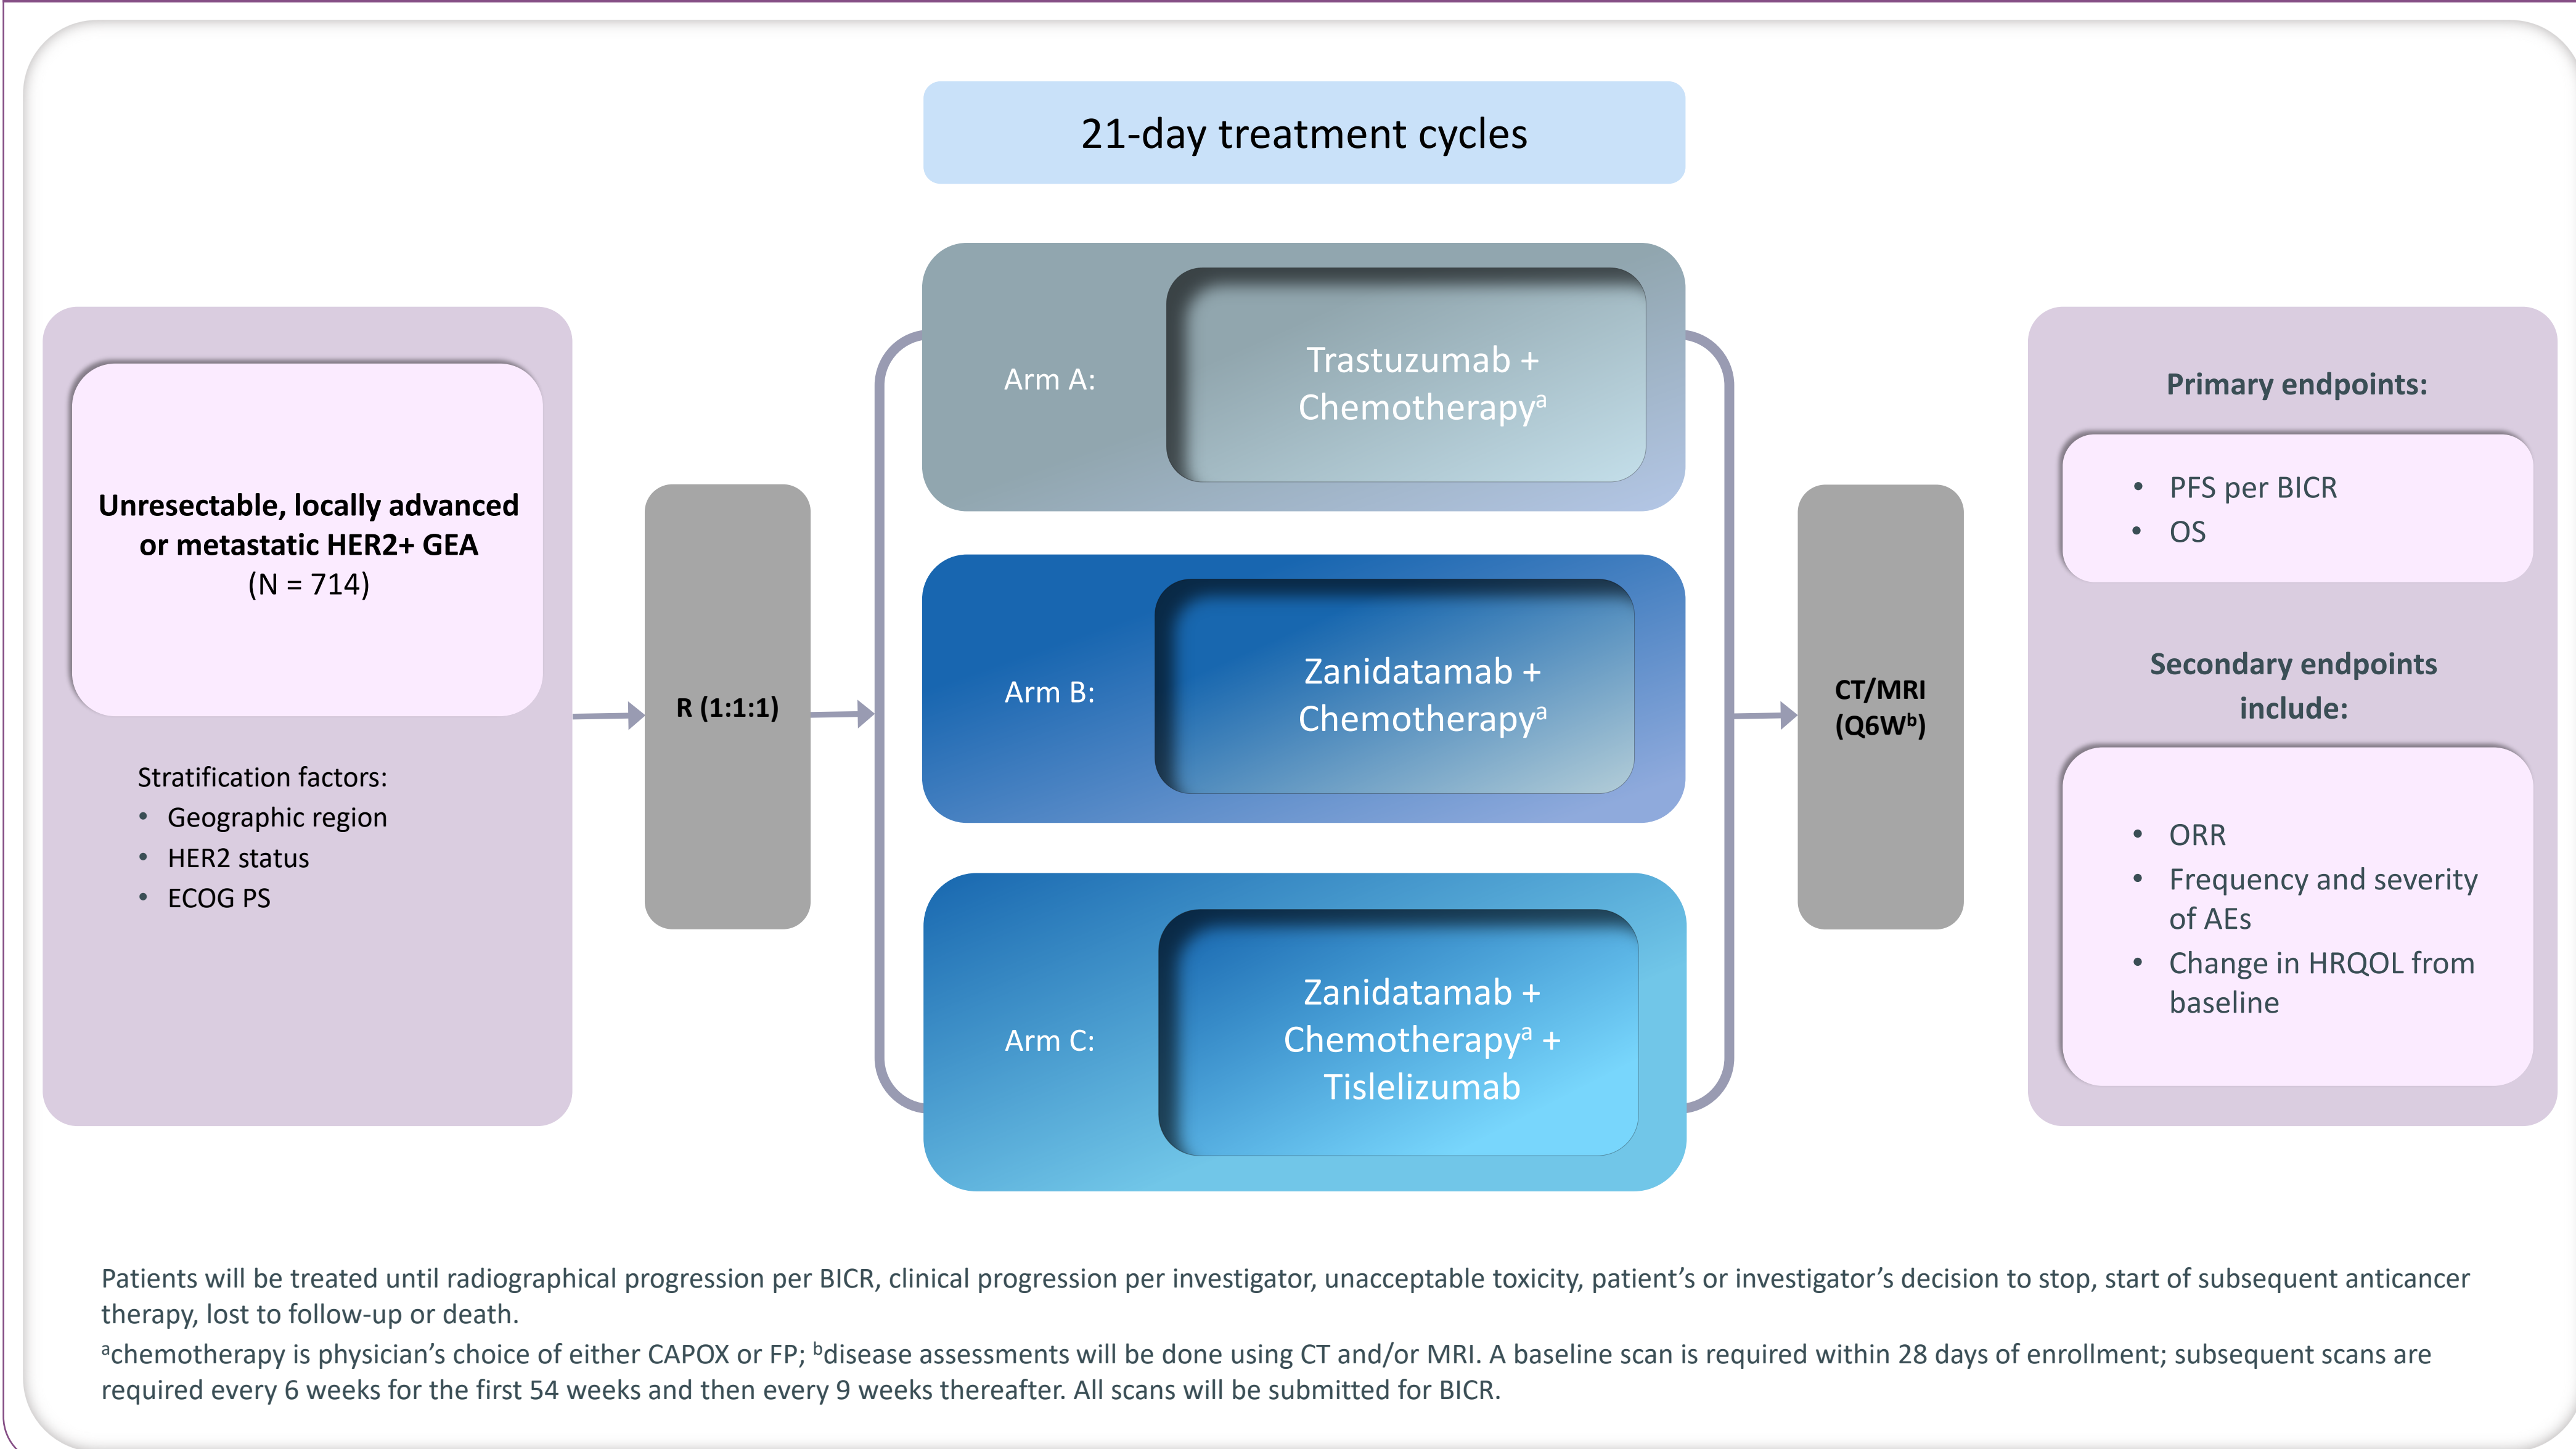 21-day treatment cycles
Unresectable, locally advanced
or metastatic HER2+ GEA
(N = 714)
Stratification factors:
• Geographic region
• HER2 status
• ECOG PS
R (1:1:1)
Arm A:
Trastuzumab +
Chemotherapyᵃ
Arm B:
Zanidatamab +
Chemotherapyᵃ
Arm C:
Zanidatamab +
Chemotherapyᵃ +
Tislelizumab
CT/MRI
(Q6Wᵇ)
Primary endpoints:
• PFS per BICR
• OS
Secondary endpoints
include:
• ORR
• Frequency and severity
of AEs
• Change in HRQOL from
baseline
Patients will be treated until radiographical progression per BICR, clinical progression per investigator, unacceptable toxicity, patient’s or investigator’s decision to stop, start of subsequent anticancer
therapy, lost to follow-up or death.
ᵃchemotherapy is physician’s choice of either CAPOX or FP; ᵇdisease assessments will be done using CT and/or MRI. A baseline scan is required within 28 days of enrollment; subsequent scans are
required every 6 weeks for the first 54 weeks and then every 9 weeks thereafter. All scans will be submitted for BICR.